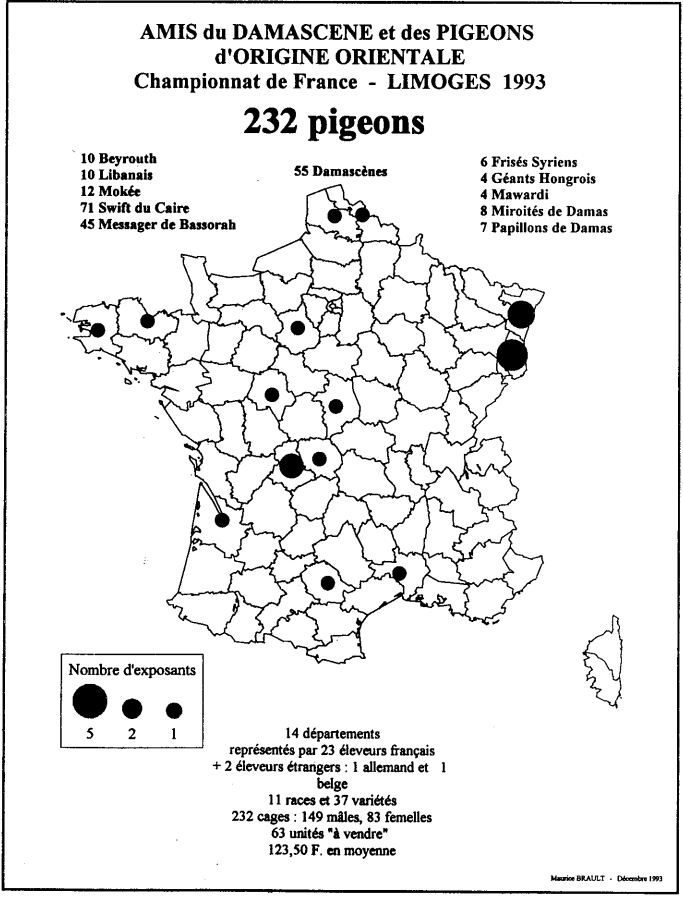 AMIS du DAMASCENE et des PIGEONS
d'ORIGINE ORIENTALE
Championnat de France - LIMOGES 1993
232 pigeons
10 Beyrouth
10 Libanais
12 Mokée
71 Swift du Caire
45 Messager de Bassorah
55 Damascènes
6 Frisés Syriens
4 Géants Hongrois
4 Mawardi
8 Miroités de Damas
7 Papillons de Damas
Nombre d'exposants
5 2 1
14 départements
représentés par 23 éleveurs français
+ 2 éleveurs étrangers : 1 allemand et 1
belge
11 races et 37 variétés
232 cages : 149 mâles, 83 femelles
63 unités "à vendre"
123,50 F. en moyenne
Maurice BRAULT - Décembre 1993